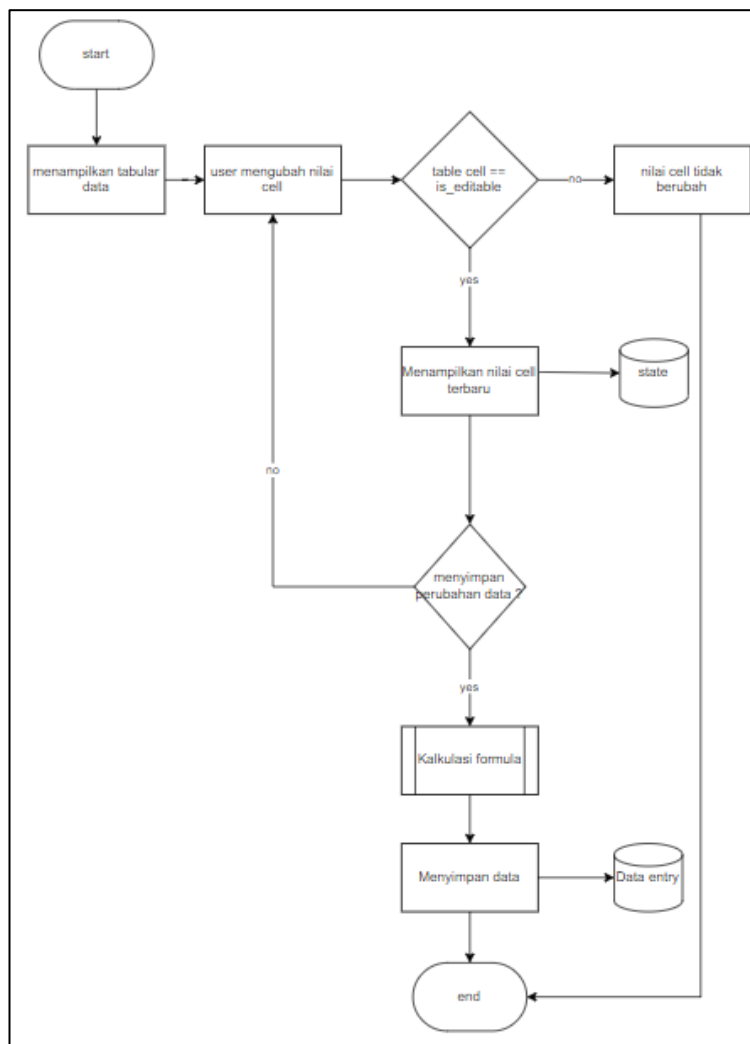 start
menampilkan tabular
data
user mengubah nilai
cell
table cell ==
is_editable
no
nilai cell tidak
berubah
yes
Menampilkan nilai cell
terbaru
state
no
menyimpan
perubahan data ?
yes
Kalkulasi formula
Menyimpan data
Data entry
end